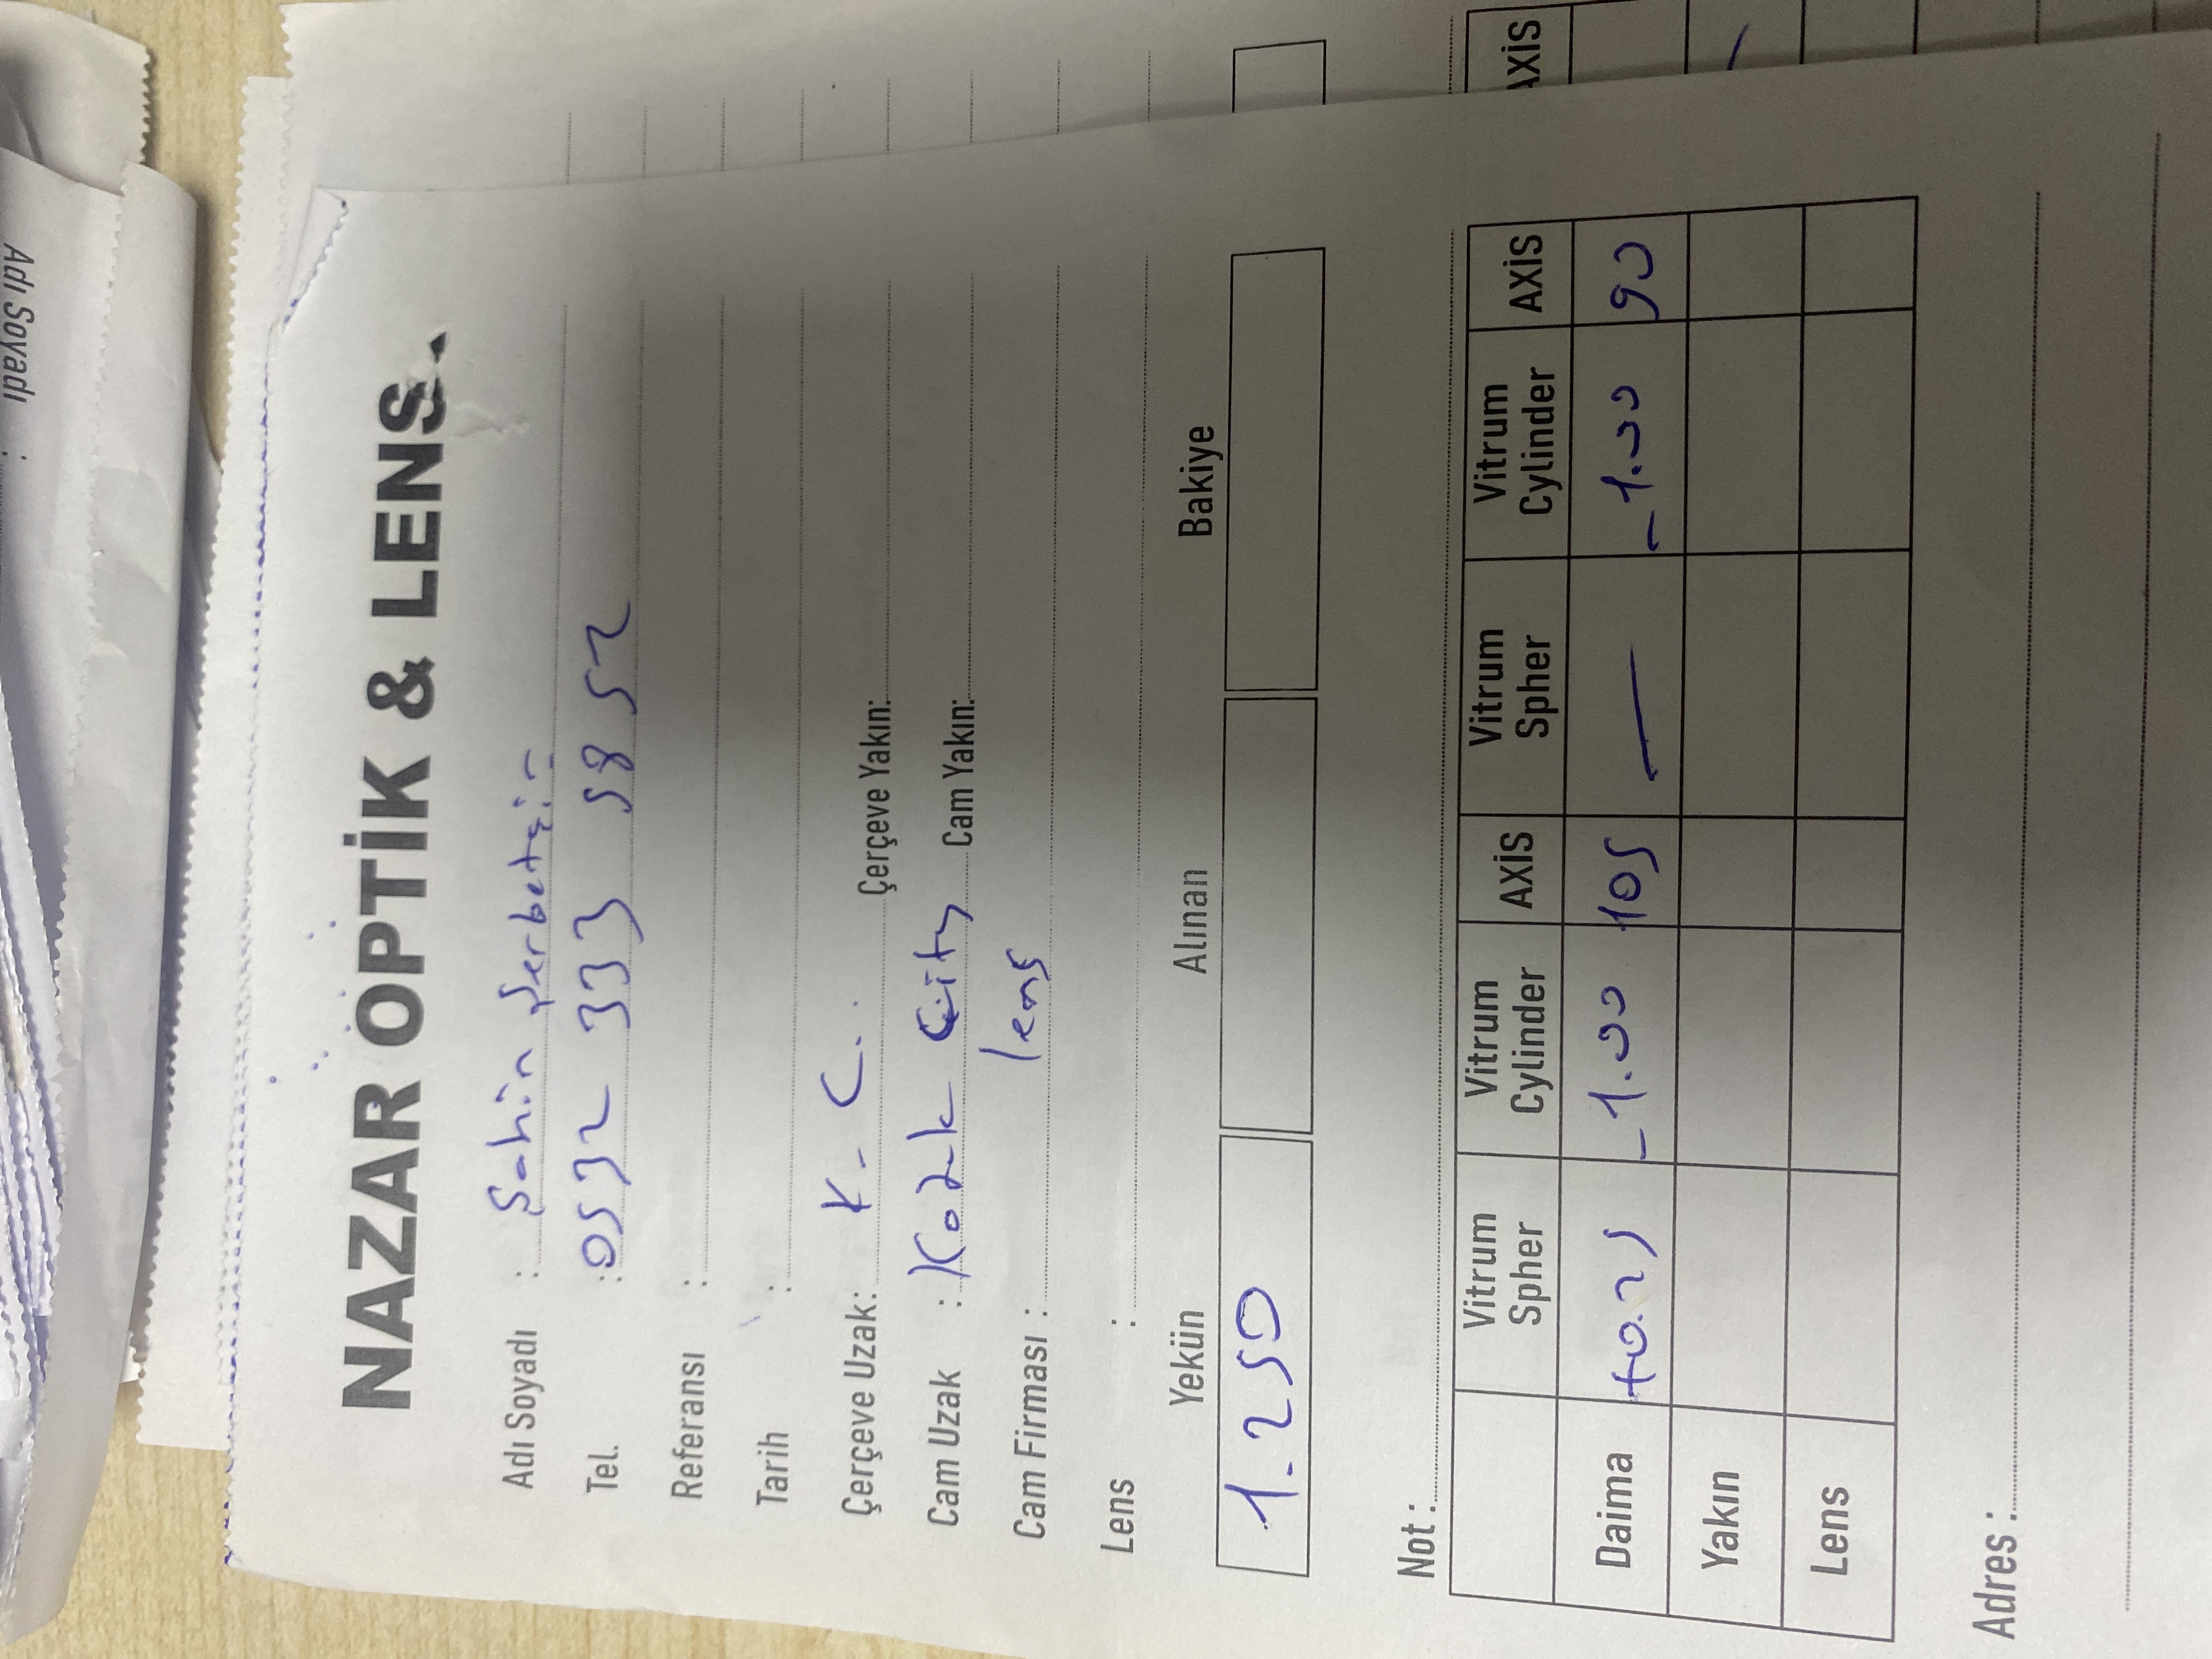 Adı Soyadı :
NAZAR OPTİK & LENS
Adı Soyadı : Şahin Şerbetçi
Tel. : 0532 333 5852
Referansı :
Tarih :
Çerçeve Uzak: K- C.. Çerçeve Yakın:
Cam Uzak : City Cam Yakın:
lens
Cam Firması :
Lens :
Yekün Alınan Bakiye
1.250
Not :
Vitrum Spher Vitrum Cylinder AXİS Vitrum Spher Vitrum Cylinder AXİS AXİS
Daima +0.25 -1.00 105 — -1.00 90
Yakın
Lens
Adres :